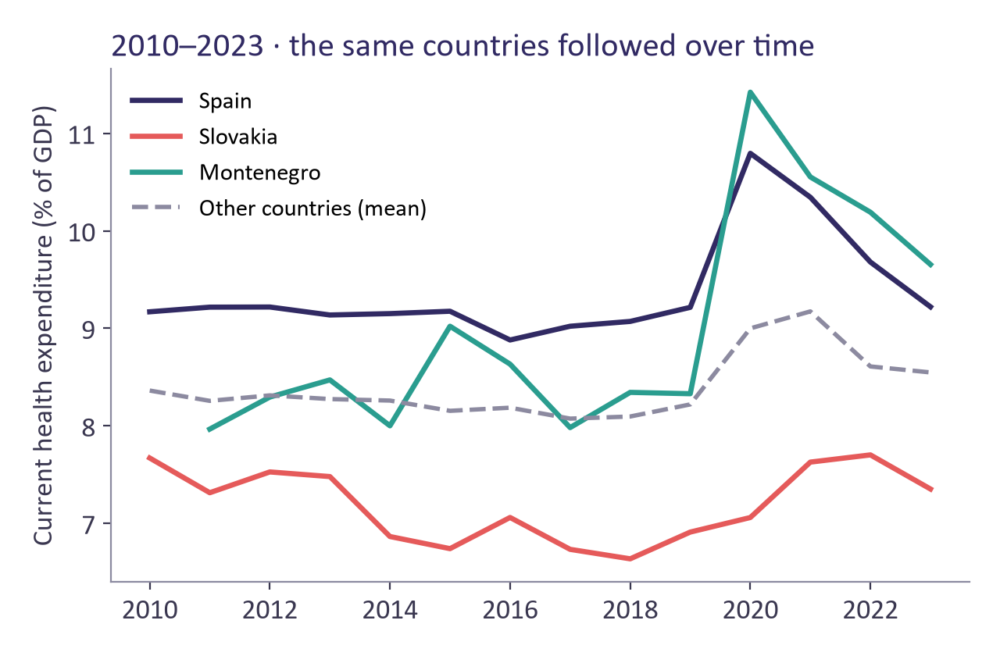 2010–2023 · the same countries followed over time
Spain
Slovakia
Montenegro
Other countries (mean)
Current health expenditure (% of GDP)
11
10
9
8
7
2010 2012 2014 2016 2018 2020 2022